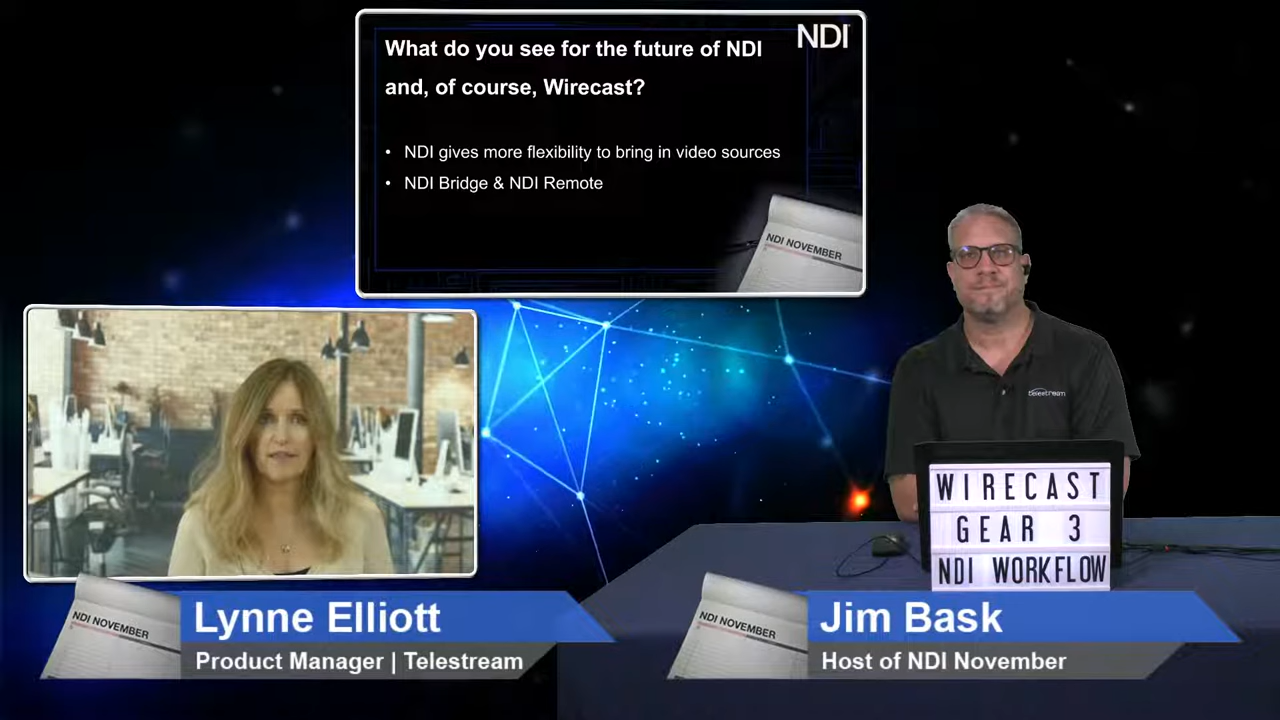 What do you see for the future of NDI
and, of course, Wirecast?
NDI
• NDI gives more flexibility to bring in video sources
• NDI Bridge & NDI Remote
NDI NOVEMBER
telestream
WIRECAST
GEAR 3
NDI WORKFLOW
NDI NOVEMBER
Lynne Elliott
Product Manager | Telestream
NDI NOVEMBER
Jim Bask
Host of NDI November